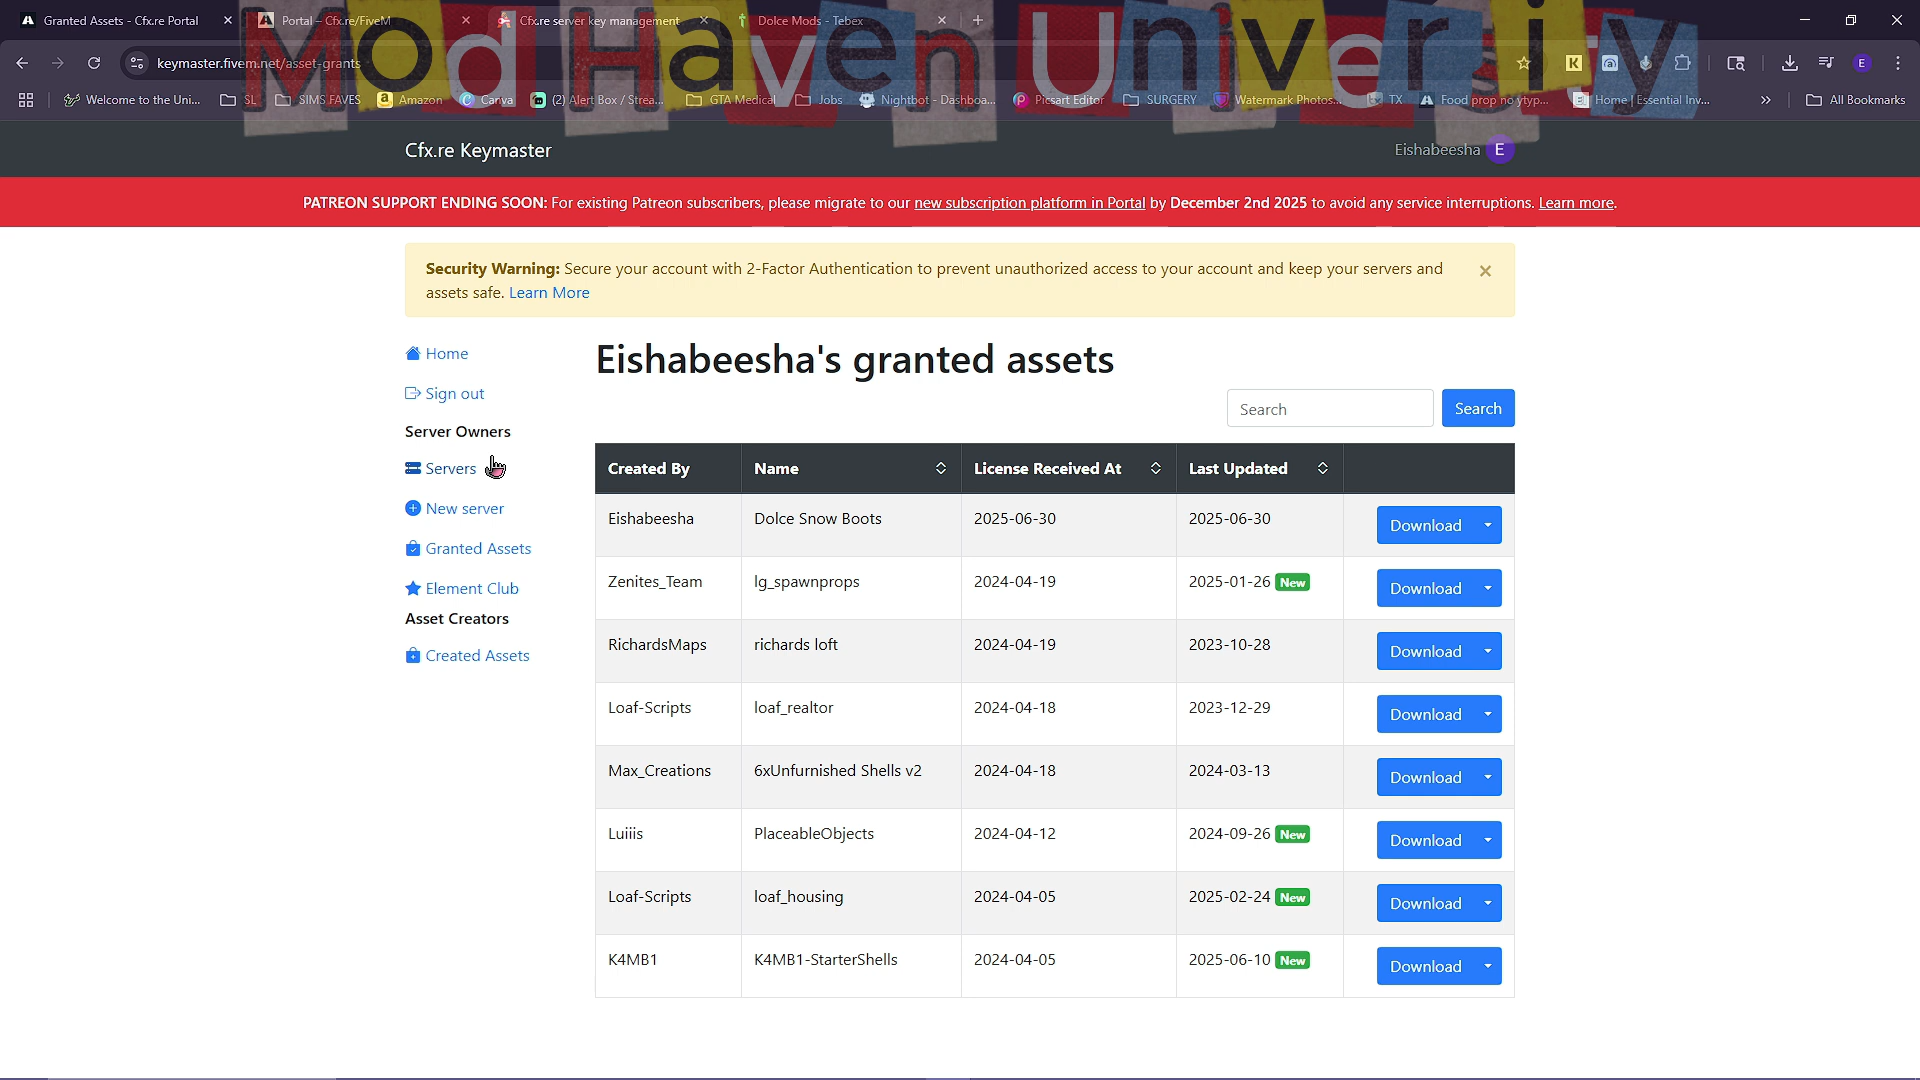 Granted Assets - Cfx.re Portal
Portal – Cfx.re/FiveM
Cfx.re server key management
Dolce Mods - Tebex
Mod Haven University
keymaster.fivem.net/asset-grants
Welcome to the Uni...
SL
SIMS FAVES
Amazon
Canva
(2) Alert Box / Strea...
GTA Medical
Jobs
Nightbot - Dashboa...
Picsart Editor
SURGERY
Watermark Photos...
TX
Food prop no ytyp...
Home | Essential Inv...
All Bookmarks
Cfx.re Keymaster
Eishabeesha E
PATREON SUPPORT ENDING SOON: For existing Patreon subscribers, please migrate to our new subscription platform in Portal by December 2nd 2025 to avoid any service interruptions. Learn more.
Security Warning: Secure your account with 2-Factor Authentication to prevent unauthorized access to your account and keep your servers and
assets safe. Learn More
Home
Sign out
Server Owners
Servers
New server
Granted Assets
Element Club
Asset Creators
Created Assets
Eishabeesha's granted assets
Search Search
Created By Name License Received At Last Updated
Eishabeesha Dolce Snow Boots 2025-06-30 2025-06-30 Download
Zenites_Team lg_spawnprops 2024-04-19 2025-01-26 New Download
RichardsMaps richards loft 2024-04-19 2023-10-28 Download
Loaf-Scripts loaf_realtor 2024-04-18 2023-12-29 Download
Max_Creations 6xUnfurnished Shells v2 2024-04-18 2024-03-13 Download
Luiiis PlaceableObjects 2024-04-12 2024-09-26 New Download
Loaf-Scripts loaf_housing 2024-04-05 2025-02-24 New Download
K4MB1 K4MB1-StarterShells 2024-04-05 2025-06-10 New Download